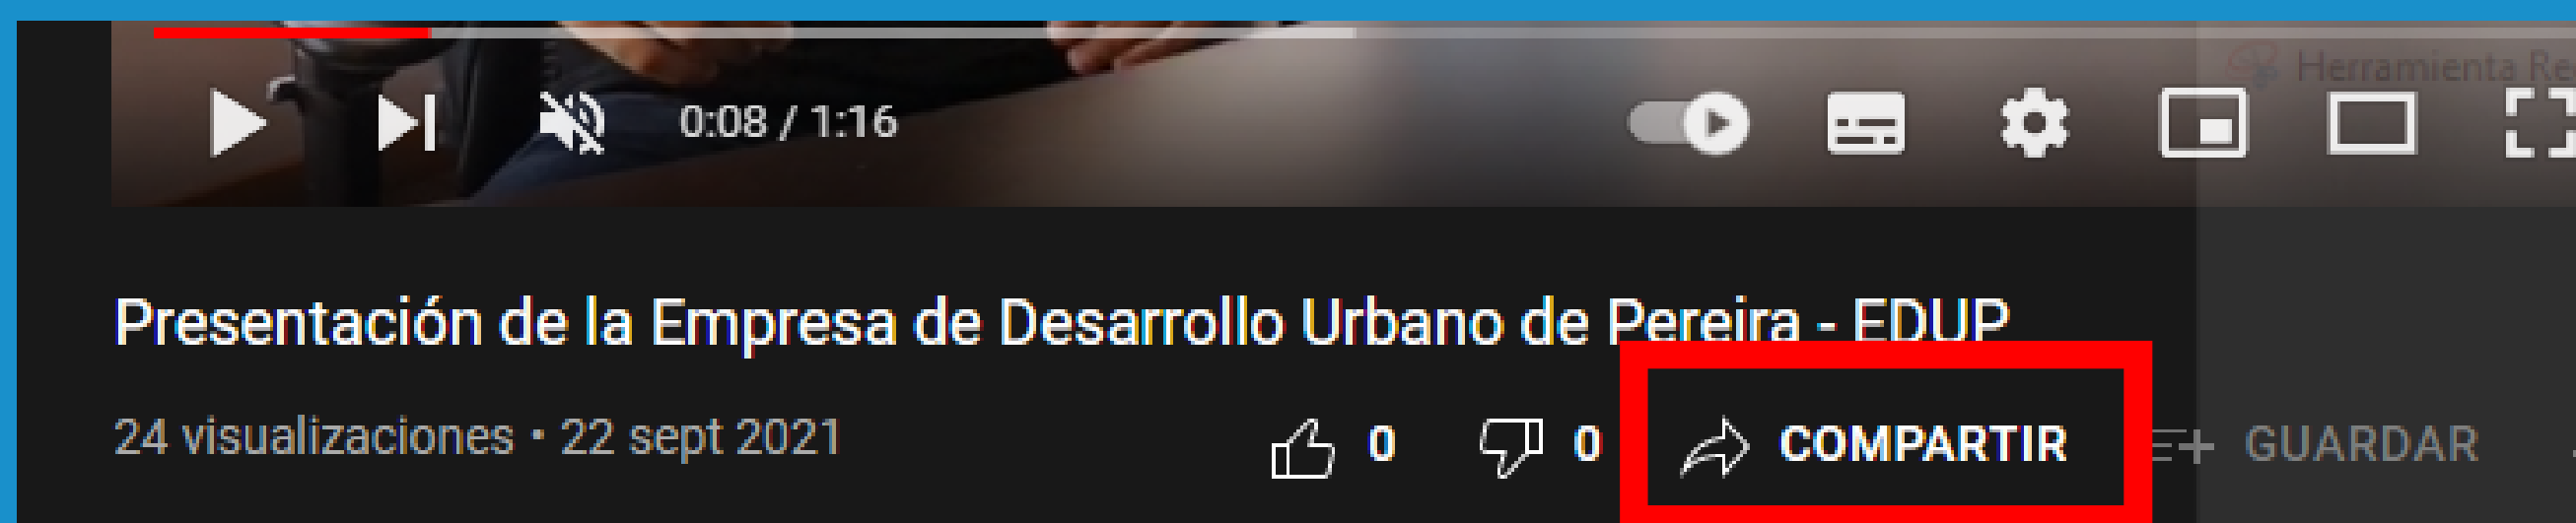 Herramienta Re
0:08 / 1:16
Presentación de la Empresa de Desarrollo Urbano de Pereira - EDUP
24 visualizaciones • 22 sept 2021 0 0 COMPARTIR GUARDAR